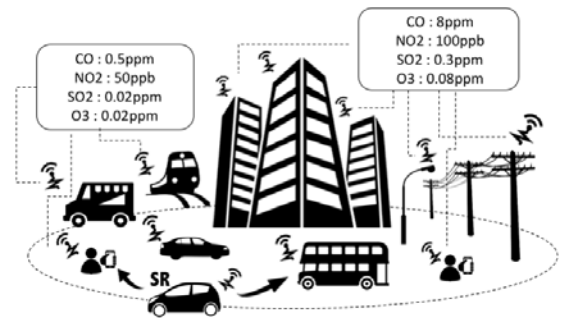 CO : 0.5ppm
NO2 : 50ppb
SO2 : 0.02ppm
O3 : 0.02ppm
CO : 8ppm
NO2 : 100ppb
SO2 : 0.3ppm
O3 : 0.08ppm
SR